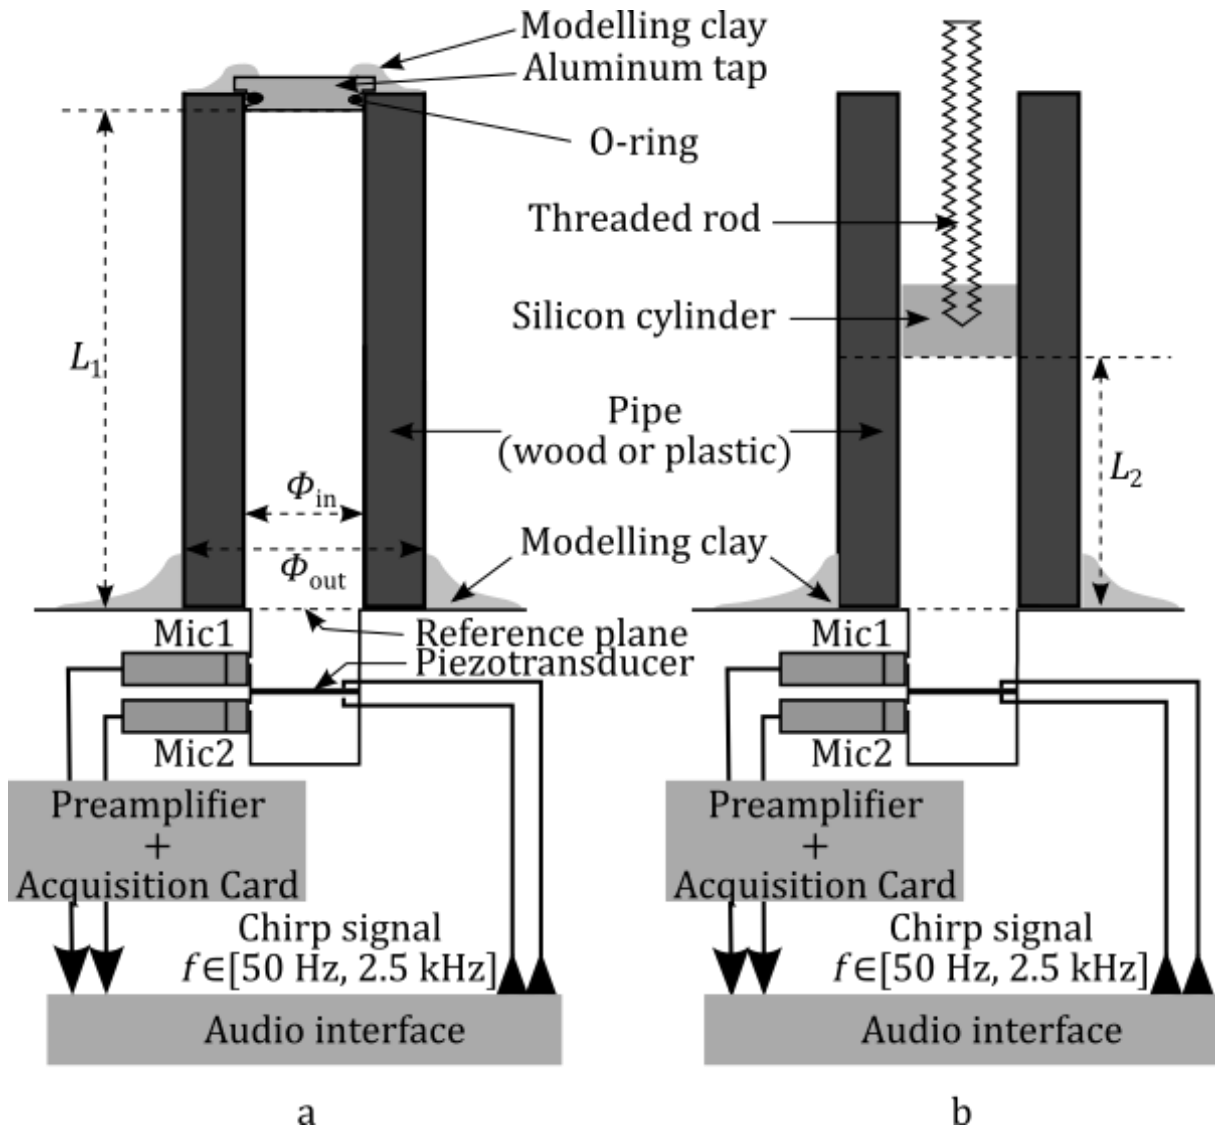 Modelling clay
Aluminum tap
O-ring
Threaded rod
Silicon cylinder
L1
Pipe
(wood or plastic)
L2
Φin
Modelling clay
Φout
Reference plane
Piezotransducer
Mic1
Mic2
Mic1
Mic2
Preamplifier
+
Acquisition Card
Preamplifier
+
Acquisition Card
Chirp signal
f∈[50 Hz, 2.5 kHz]
Chirp signal
f∈[50 Hz, 2.5 kHz]
Audio interface
Audio interface
a
b